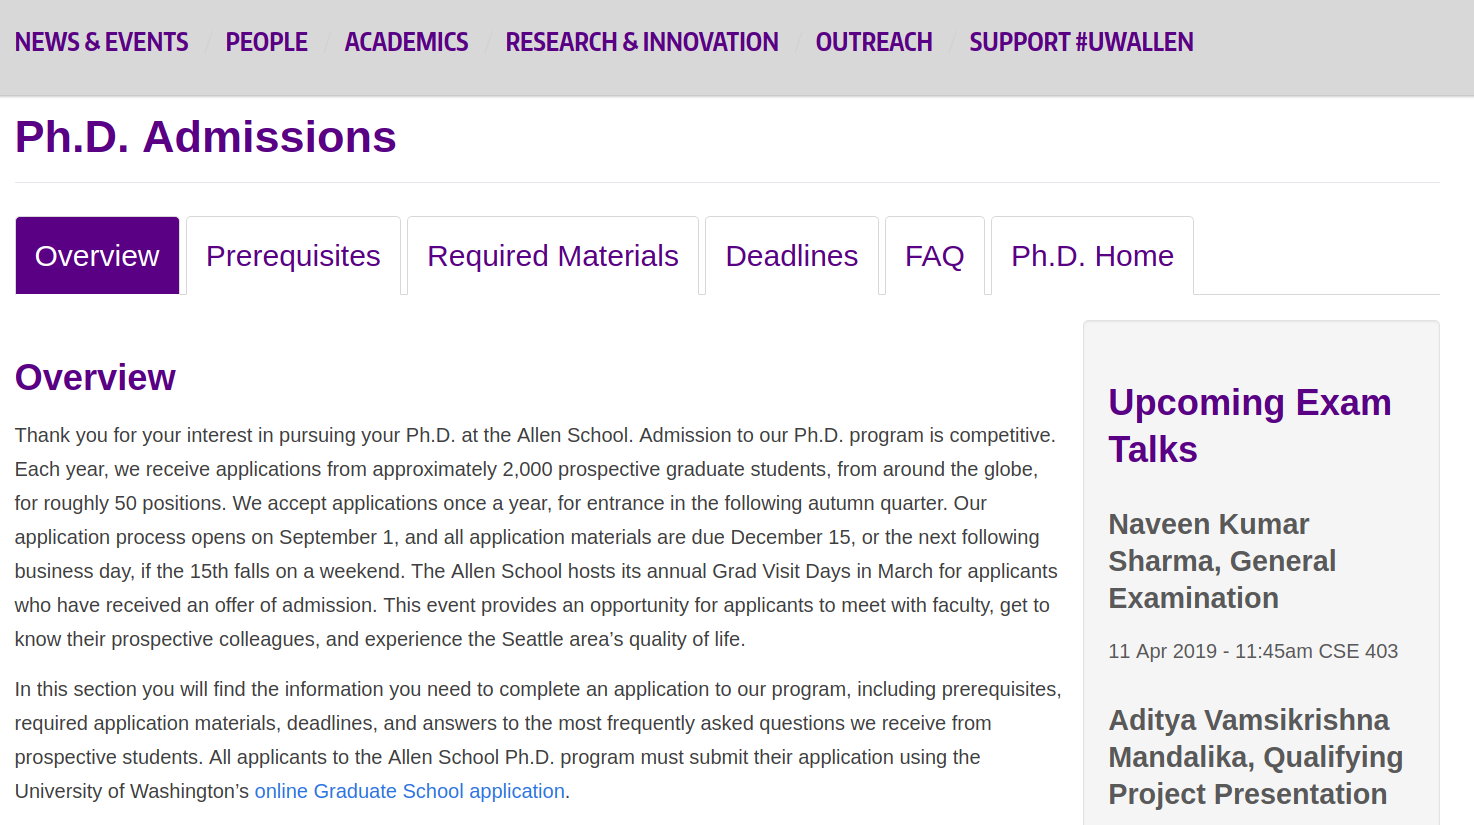 NEWS & EVENTS / PEOPLE / ACADEMICS / RESEARCH & INNOVATION / OUTREACH / SUPPORT #UWALLEN
Ph.D. Admissions
Overview Prerequisites Required Materials Deadlines FAQ Ph.D. Home
Overview
Thank you for your interest in pursuing your Ph.D. at the Allen School. Admission to our Ph.D. program is competitive.
Each year, we receive applications from approximately 2,000 prospective graduate students, from around the globe,
for roughly 50 positions. We accept applications once a year, for entrance in the following autumn quarter. Our
application process opens on September 1, and all application materials are due December 15, or the next following
business day, if the 15th falls on a weekend. The Allen School hosts its annual Grad Visit Days in March for applicants
who have received an offer of admission. This event provides an opportunity for applicants to meet with faculty, get to
know their prospective colleagues, and experience the Seattle area’s quality of life.
In this section you will find the information you need to complete an application to our program, including prerequisites,
required application materials, deadlines, and answers to the most frequently asked questions we receive from
prospective students. All applicants to the Allen School Ph.D. program must submit their application using the
University of Washington’s online Graduate School application.
Upcoming Exam
Talks
Naveen Kumar
Sharma, General
Examination
11 Apr 2019 - 11:45am CSE 403
Aditya Vamsikrishna
Mandalika, Qualifying
Project Presentation